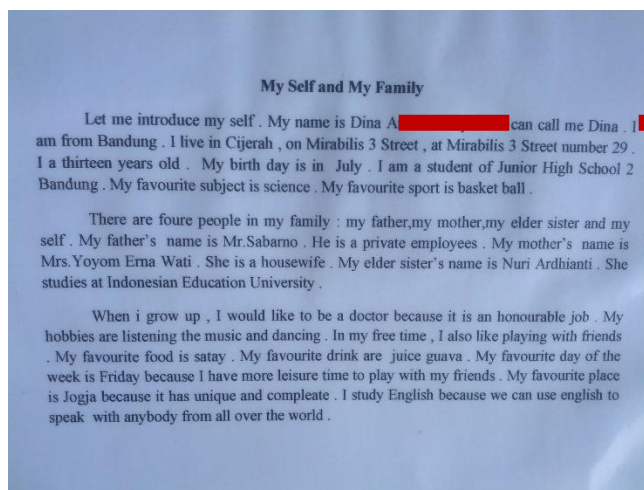 My Self and My Family
Let me introduce my self . My name is Dina A can call me Dina . I
am from Bandung . I live in Cijerah , on Mirabilis 3 Street , at Mirabilis 3 Street number 29 .
I a thirteen years old . My birth day is in July . I am a student of Junior High School 2
Bandung . My favourite subject is science . My favourite sport is basket ball .
There are foure people in my family : my father,my mother,my elder sister and my
self . My father's name is Mr.Sabarno . He is a private employees . My mother's name is
Mrs.Yoyom Erna Wati . She is a housewife . My elder sister's name is Nuri Ardhianti . She
studies at Indonesian Education University .
When i grow up , I would like to be a doctor because it is an honourable job . My
hobbies are listening the music and dancing . In my free time , I also like playing with friends
. My favourite food is satay . My favourite drink are juice guava . My favourite day of the
week is Friday because I have more leisure time to play with my friends . My favourite place
is Jogja because it has unique and compleate . I study English because we can use english to
speak with anybody from all over the world .